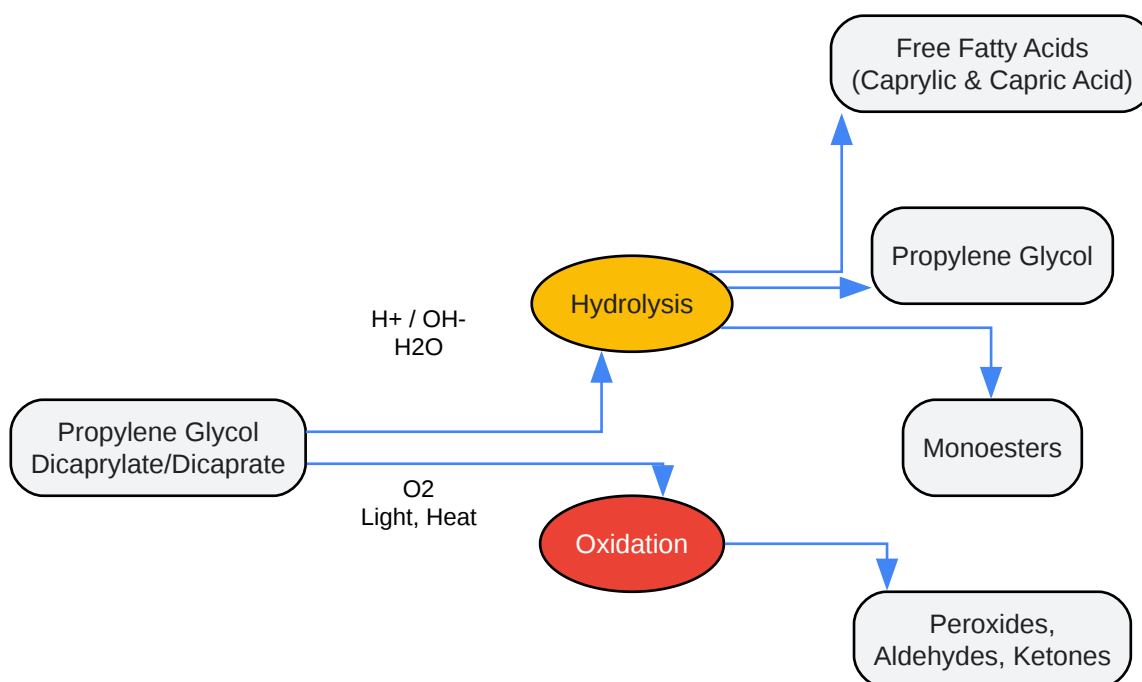 Free Fatty Acids
(Caprylic & Capric Acid)
Propylene Glycol
Hydrolysis
H+ / OH-
H2O
Propylene Glycol
Dicaprylate/Dicaprate
Monoesters
O2
Light, Heat
Oxidation
Peroxides,
Aldehydes, Ketones